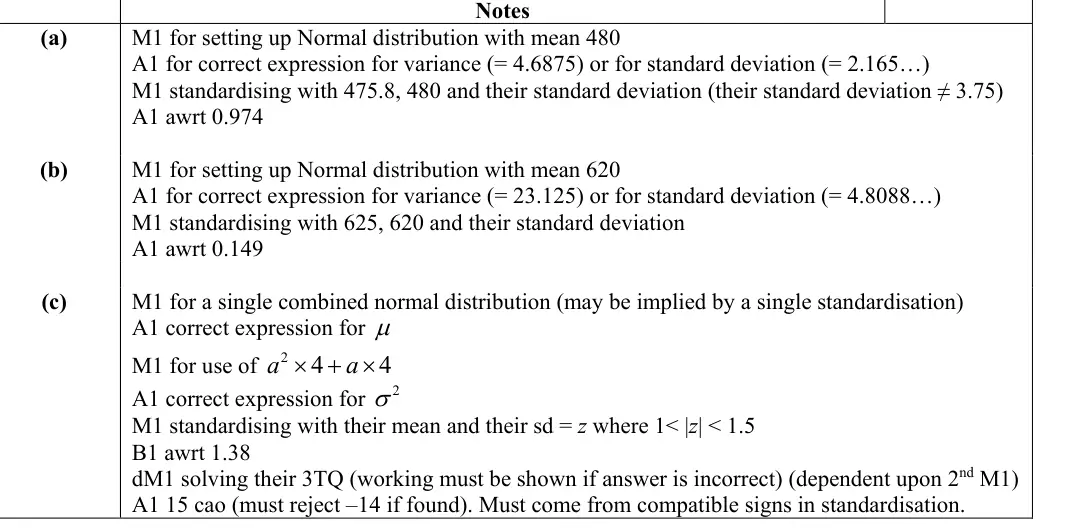 Notes
(a) M1 for setting up Normal distribution with mean 480
A1 for correct expression for variance (= 4.6875) or for standard deviation (= 2.165…)
M1 standardising with 475.8, 480 and their standard deviation (their standard deviation ≠ 3.75)
A1 awrt 0.974
(b) M1 for setting up Normal distribution with mean 620
A1 for correct expression for variance (= 23.125) or for standard deviation (= 4.8088…)
M1 standardising with 625, 620 and their standard deviation
A1 awrt 0.149
(c) M1 for a single combined normal distribution (may be implied by a single standardisation)
A1 correct expression for μ
M1 for use of a² × 4 + a × 4
A1 correct expression for σ²
M1 standardising with their mean and their sd = z where 1< |z| < 1.5
B1 awrt 1.38
dM1 solving their 3TQ (working must be shown if answer is incorrect) (dependent upon 2nd M1)
A1 15 cao (must reject –14 if found). Must come from compatible signs in standardisation.